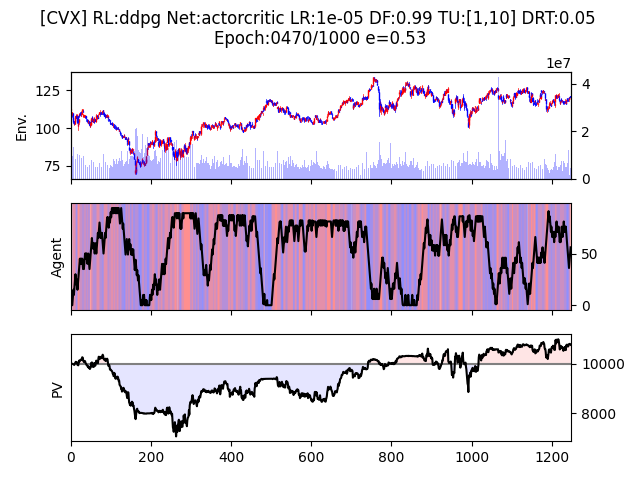 [CVX] RL:ddpg Net:actorcritic LR:1e-05 DF:0.99 TU:[1,10] DRT:0.05
Epoch:0470/1000 e=0.53
1e7
125
100
75
Env.
4
2
0
Agent
50
0
PV
10000
8000
0 200 400 600 800 1000 1200